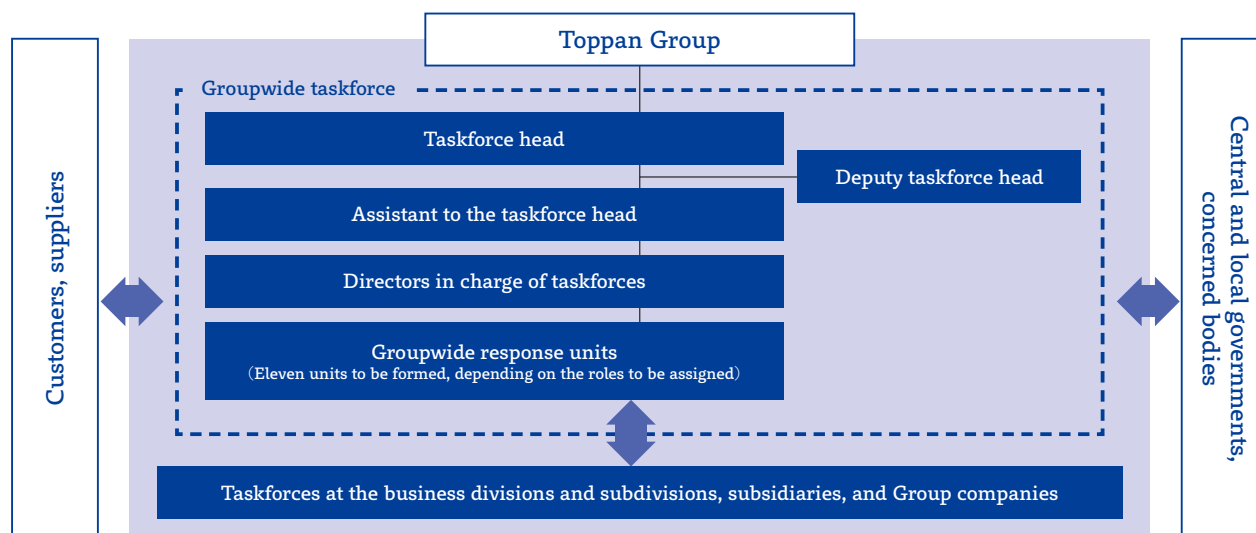 Toppan Group
Groupwide taskforce
Taskforce head
Deputy taskforce head
Assistant to the taskforce head
Directors in charge of taskforces
Groupwide response units
(Eleven units to be formed, depending on the roles to be assigned)
Taskforces at the business divisions and subdivisions, subsidiaries, and Group companies
Customers, suppliers
Central and local governments,
concerned bodies